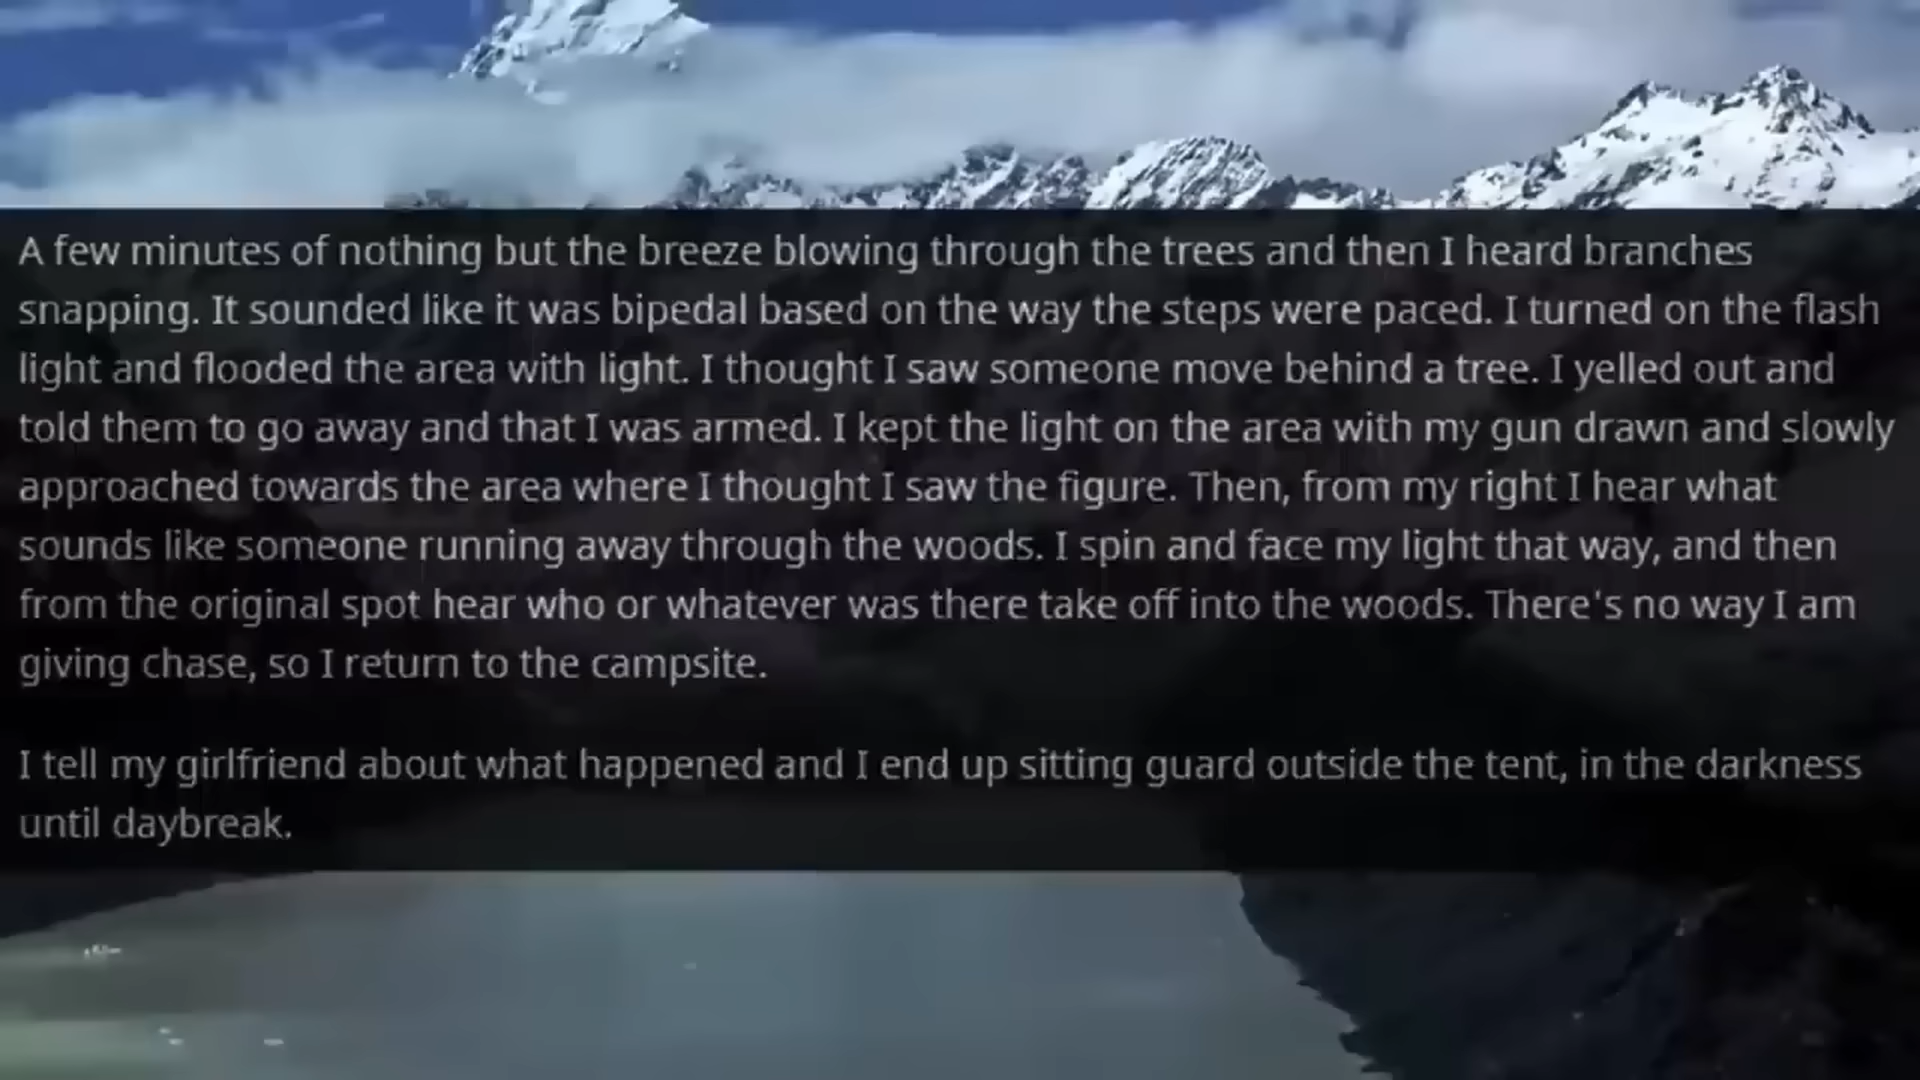 A few minutes of nothing but the breeze blowing through the trees and then I heard branches
snapping. It sounded like it was bipedal based on the way the steps were paced. I turned on the flash
light and flooded the area with light. I thought I saw someone move behind a tree. I yelled out and
told them to go away and that I was armed. I kept the light on the area with my gun drawn and slowly
approached towards the area where I thought I saw the figure. Then, from my right I hear what
sounds like someone running away through the woods. I spin and face my light that way, and then
from the original spot hear who or whatever was there take off into the woods. There's no way I am
giving chase, so I return to the campsite.
I tell my girlfriend about what happened and I end up sitting guard outside the tent, in the darkness
until daybreak.